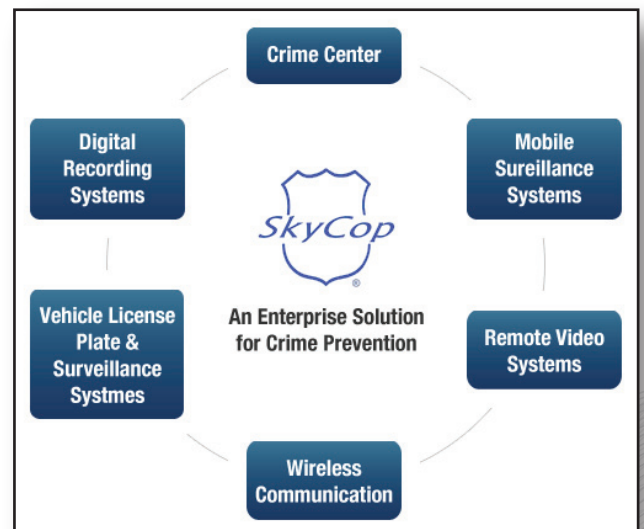 Crime Center
Digital
Recording
Systems
Mobile
Sureillance
Systems
SkyCop
®
An Enterprise Solution
for Crime Prevention
Vehicle License
Plate &
Surveillance
Systmes
Remote Video
Systems
Wireless
Communication